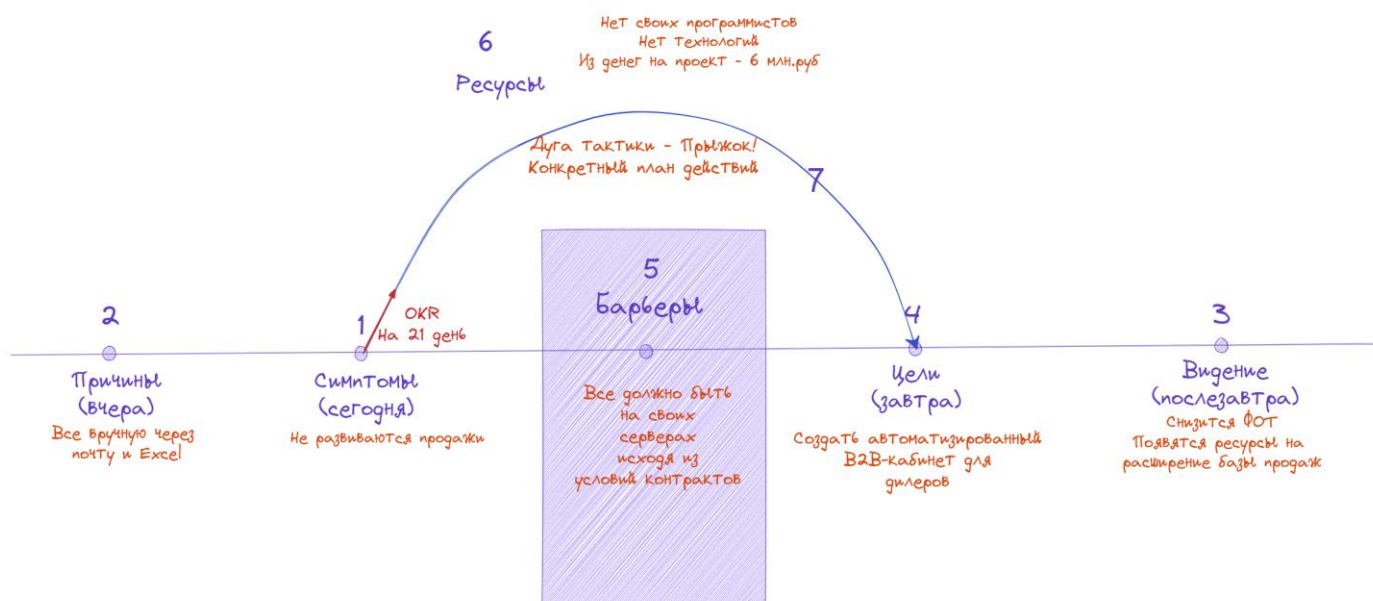 Нет своих программистов
Нет технологий
Из денег на проект - 6 млн.руб
6
Ресурсы
Дуга тактики - Прыжок!
Конкретный план действий
7
5
Барьеры
Все должно быть
на своих
серверах
исходя из
условий контрактов
2
Причины
(вчера)
Все вручную через
почту и Excel
1
OKR
На 21 день
Симптомы
(сегодня)
Не развиваются продажи
4
Цели
(завтра)
Создать автоматизированный
B2B-кабинет для
дилеров
3
Видение
(послезавтра)
Снизится ФОТ
Появятся ресурсы на
расширение базы продаж